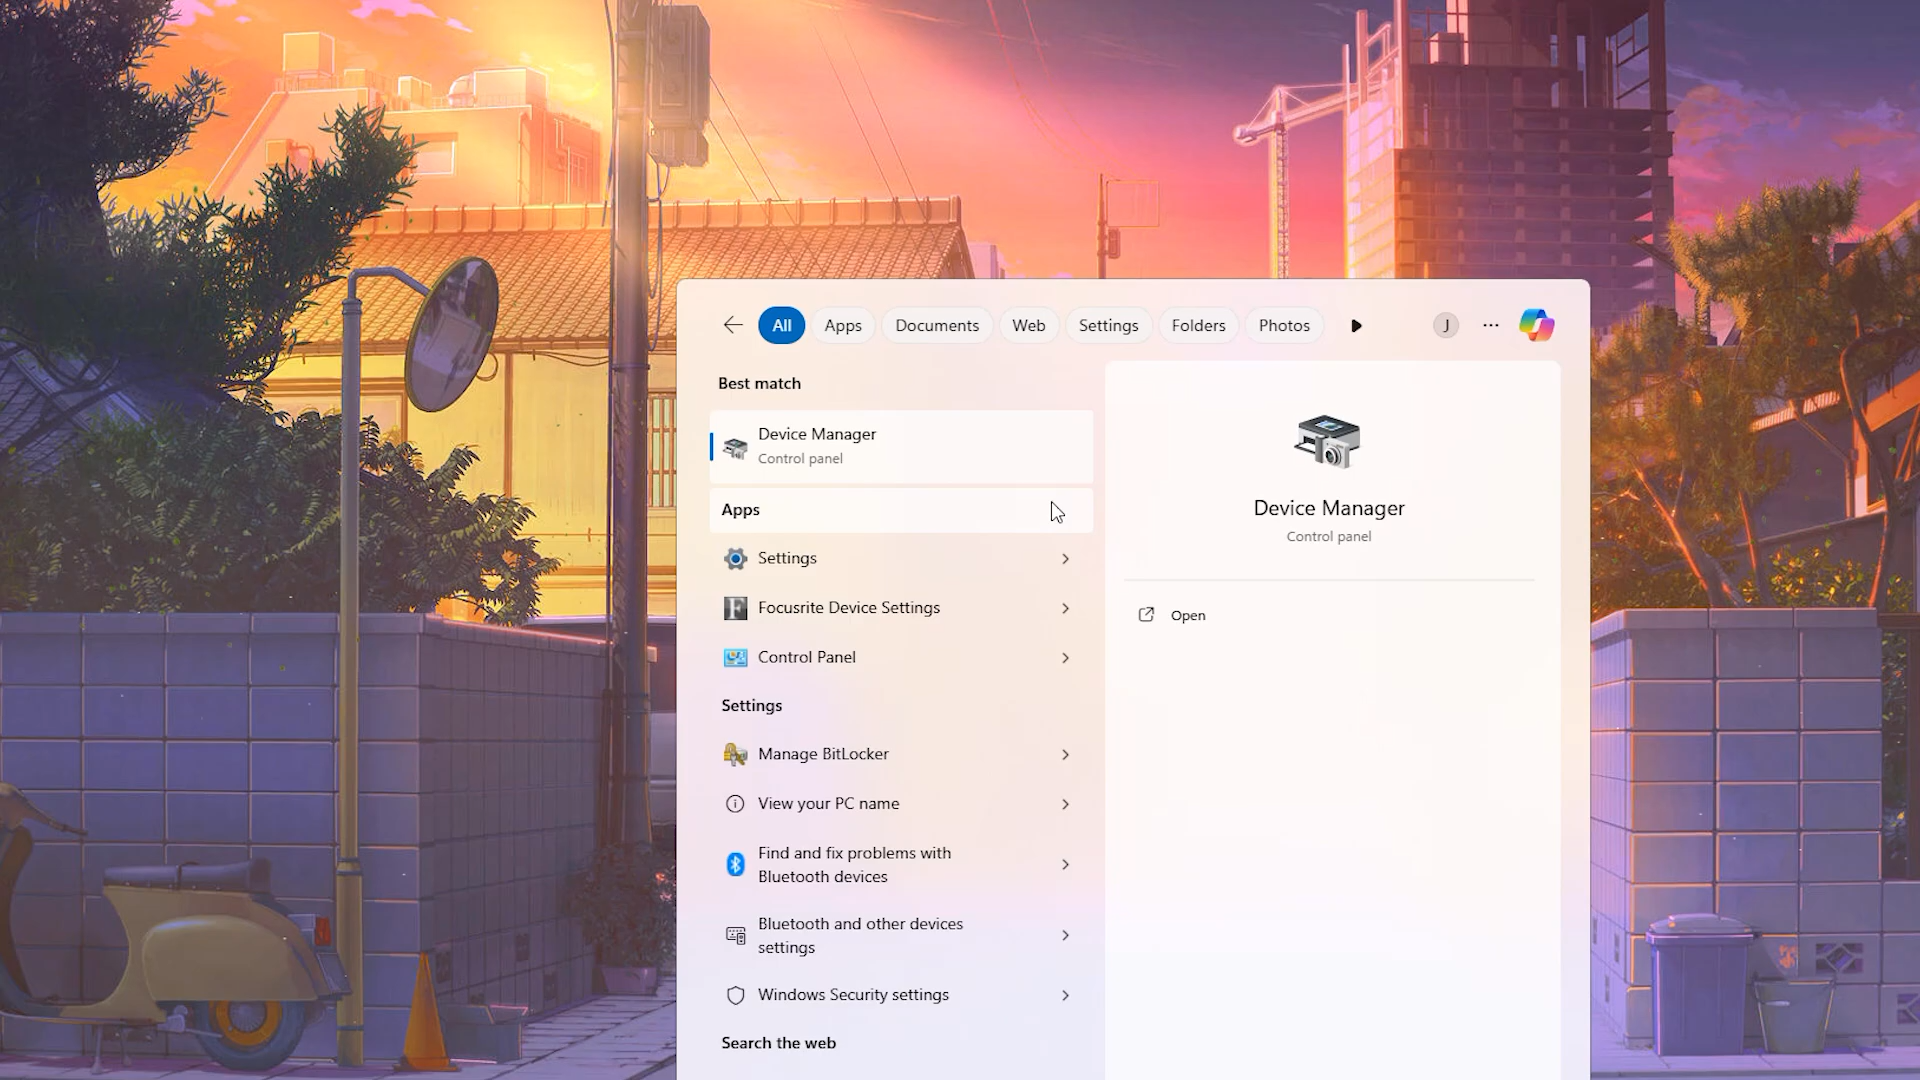 All
Apps
Documents
Web
Settings
Folders
Photos
J
Best match
Device Manager
Control panel
Apps
Settings
Focusrite Device Settings
Control Panel
Settings
Manage BitLocker
View your PC name
Find and fix problems with
Bluetooth devices
Bluetooth and other devices
settings
Windows Security settings
Search the web
Device Manager
Control panel
Open